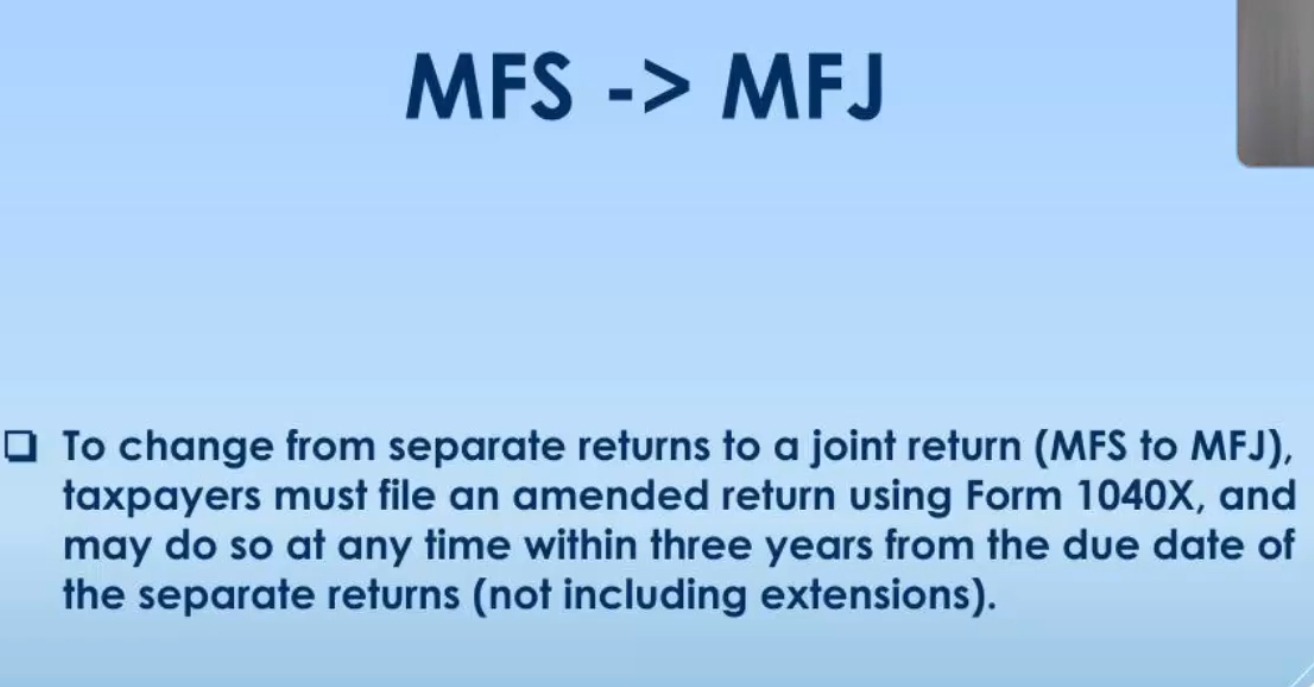 MFS -> MFJ
❑ To change from separate returns to a joint return (MFS to MFJ),
taxpayers must file an amended return using Form 1040X, and
may do so at any time within three years from the due date of
the separate returns (not including extensions).